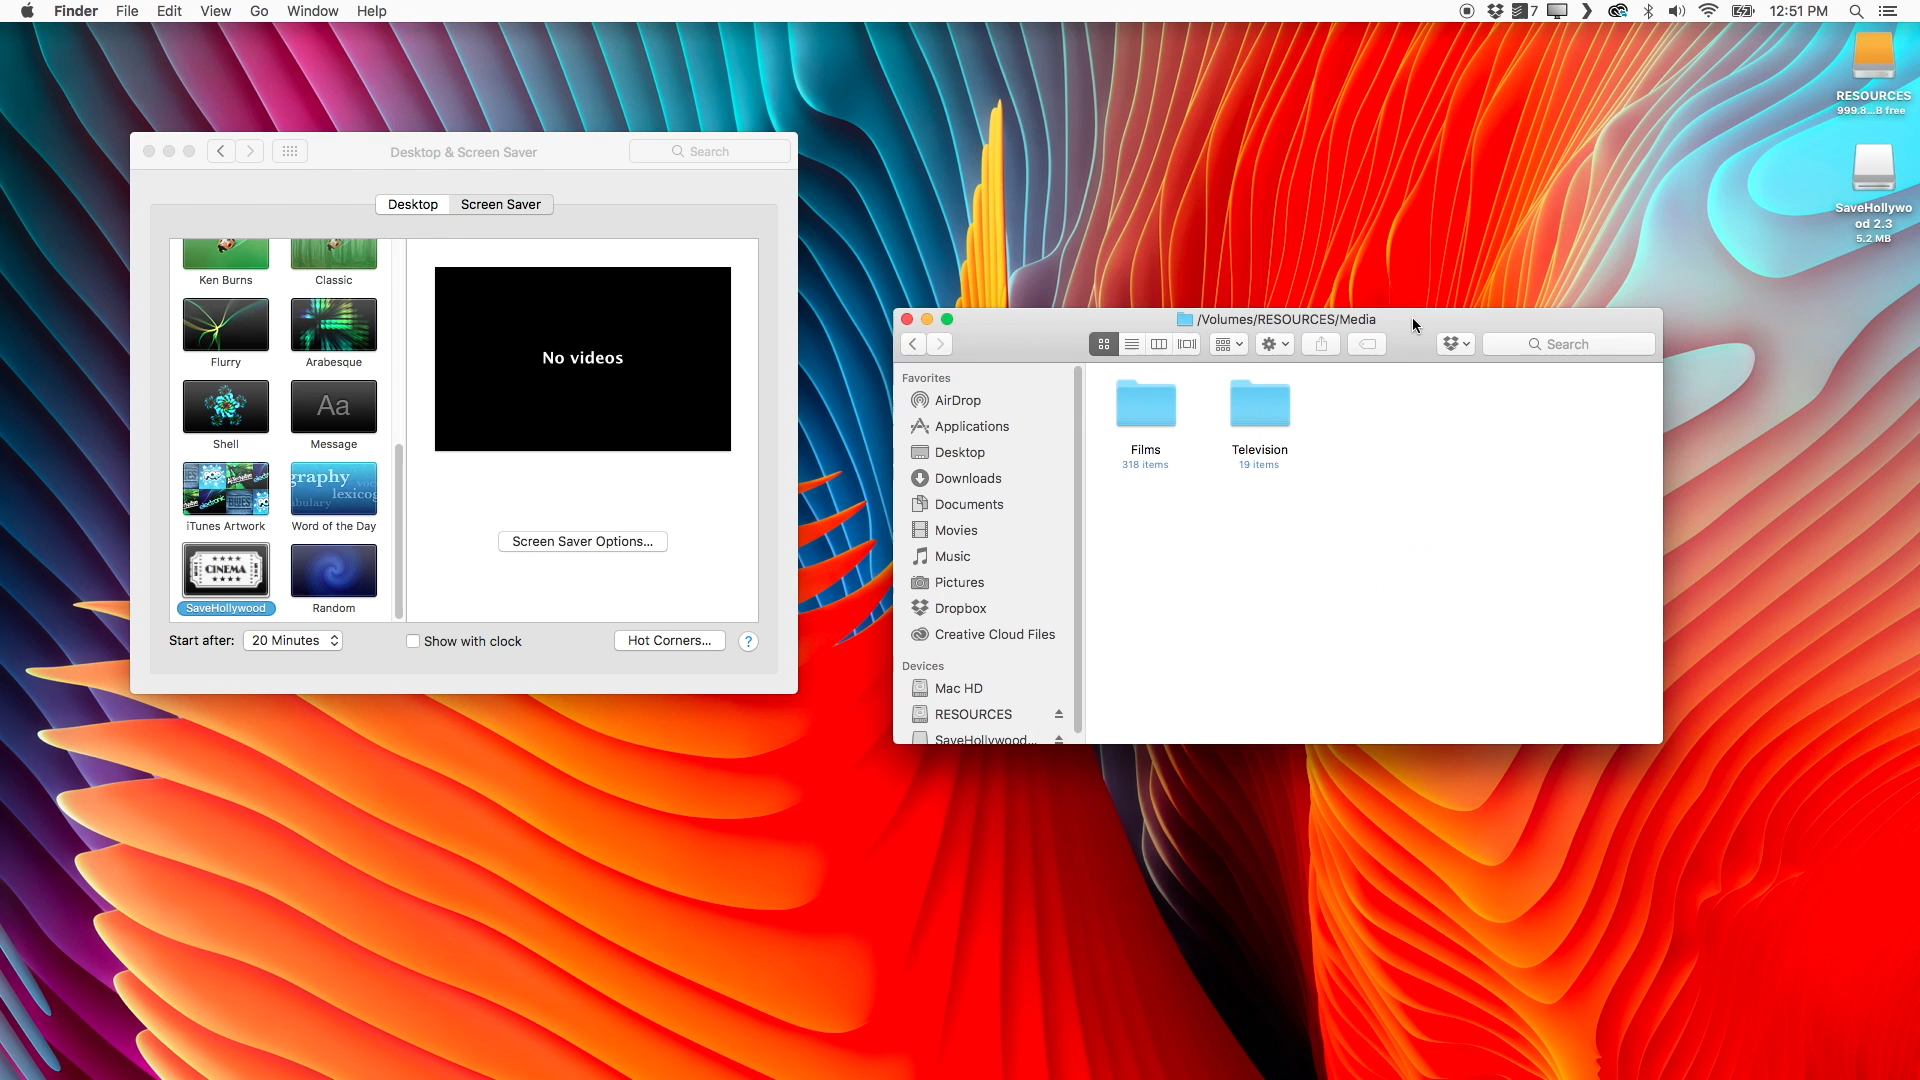 Finder File Edit View Go Window Help
7
12:51 PM
RESOURCES
999.8...B free
SaveHollywo
od 2.3
5.2 MB
Desktop & Screen Saver
Search
Desktop Screen Saver
Ken Burns
Classic
Flurry
Arabesque
Shell
Aa
Message
iTunes Artwork
graphy
lexico
Word of the Day
CINEMA
SaveHollywood
Random
No videos
Screen Saver Options...
Start after: 20 Minutes
Show with clock
Hot Corners...
?
/Volumes/RESOURCES/Media
Search
Favorites
AirDrop
Applications
Desktop
Downloads
Documents
Movies
Music
Pictures
Dropbox
Creative Cloud Files
Devices
Mac HD
RESOURCES
SaveHollywood...
Films
318 items
Television
19 items